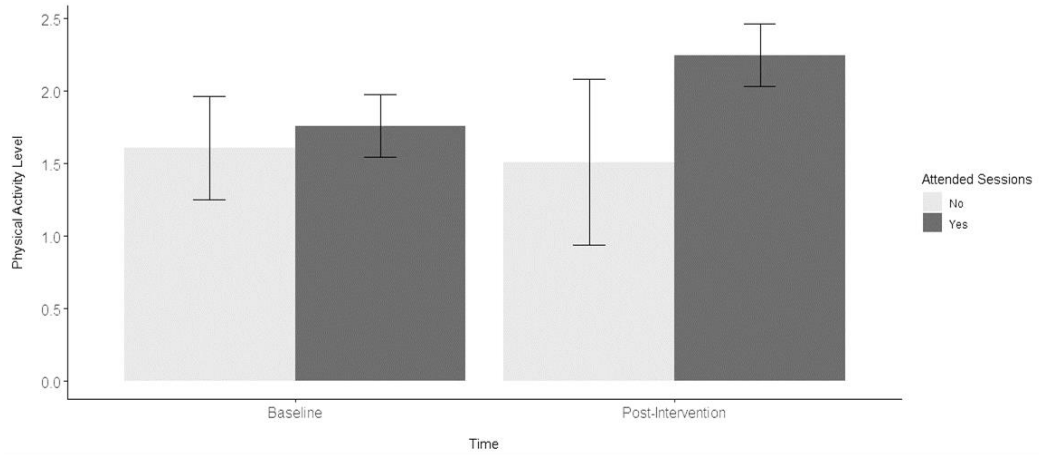 2.5
2.0
1.5
1.0
0.5
0.0
Physical Activity Level
Baseline
Post-Intervention
Time
Attended Sessions
No
Yes